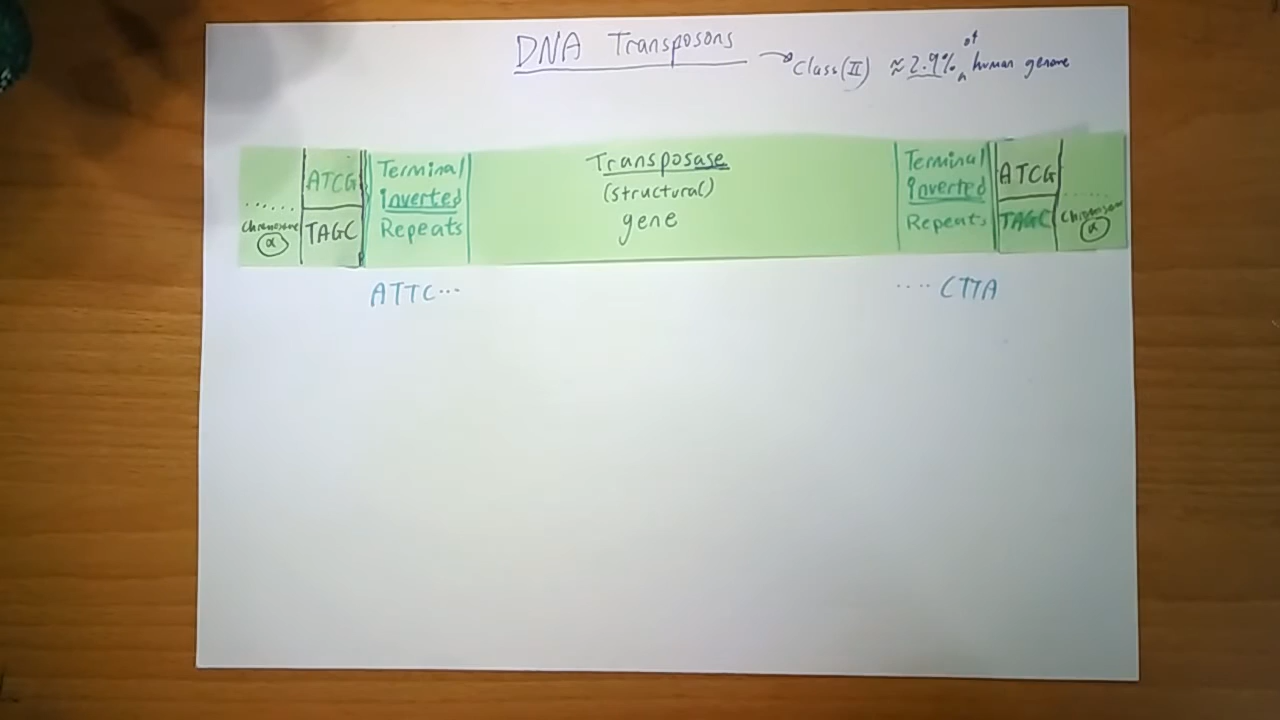 DNA Transposons
Class (II) ≈ 2.9% of human genome
ATCG
TAGC
chromosome
α
Terminal
inverted
Repeats
Transposase
(structural)
gene
Terminal
inverted
Repeats
ATCG
TAGC
chromosome
α
ATTC...
.... CTTA